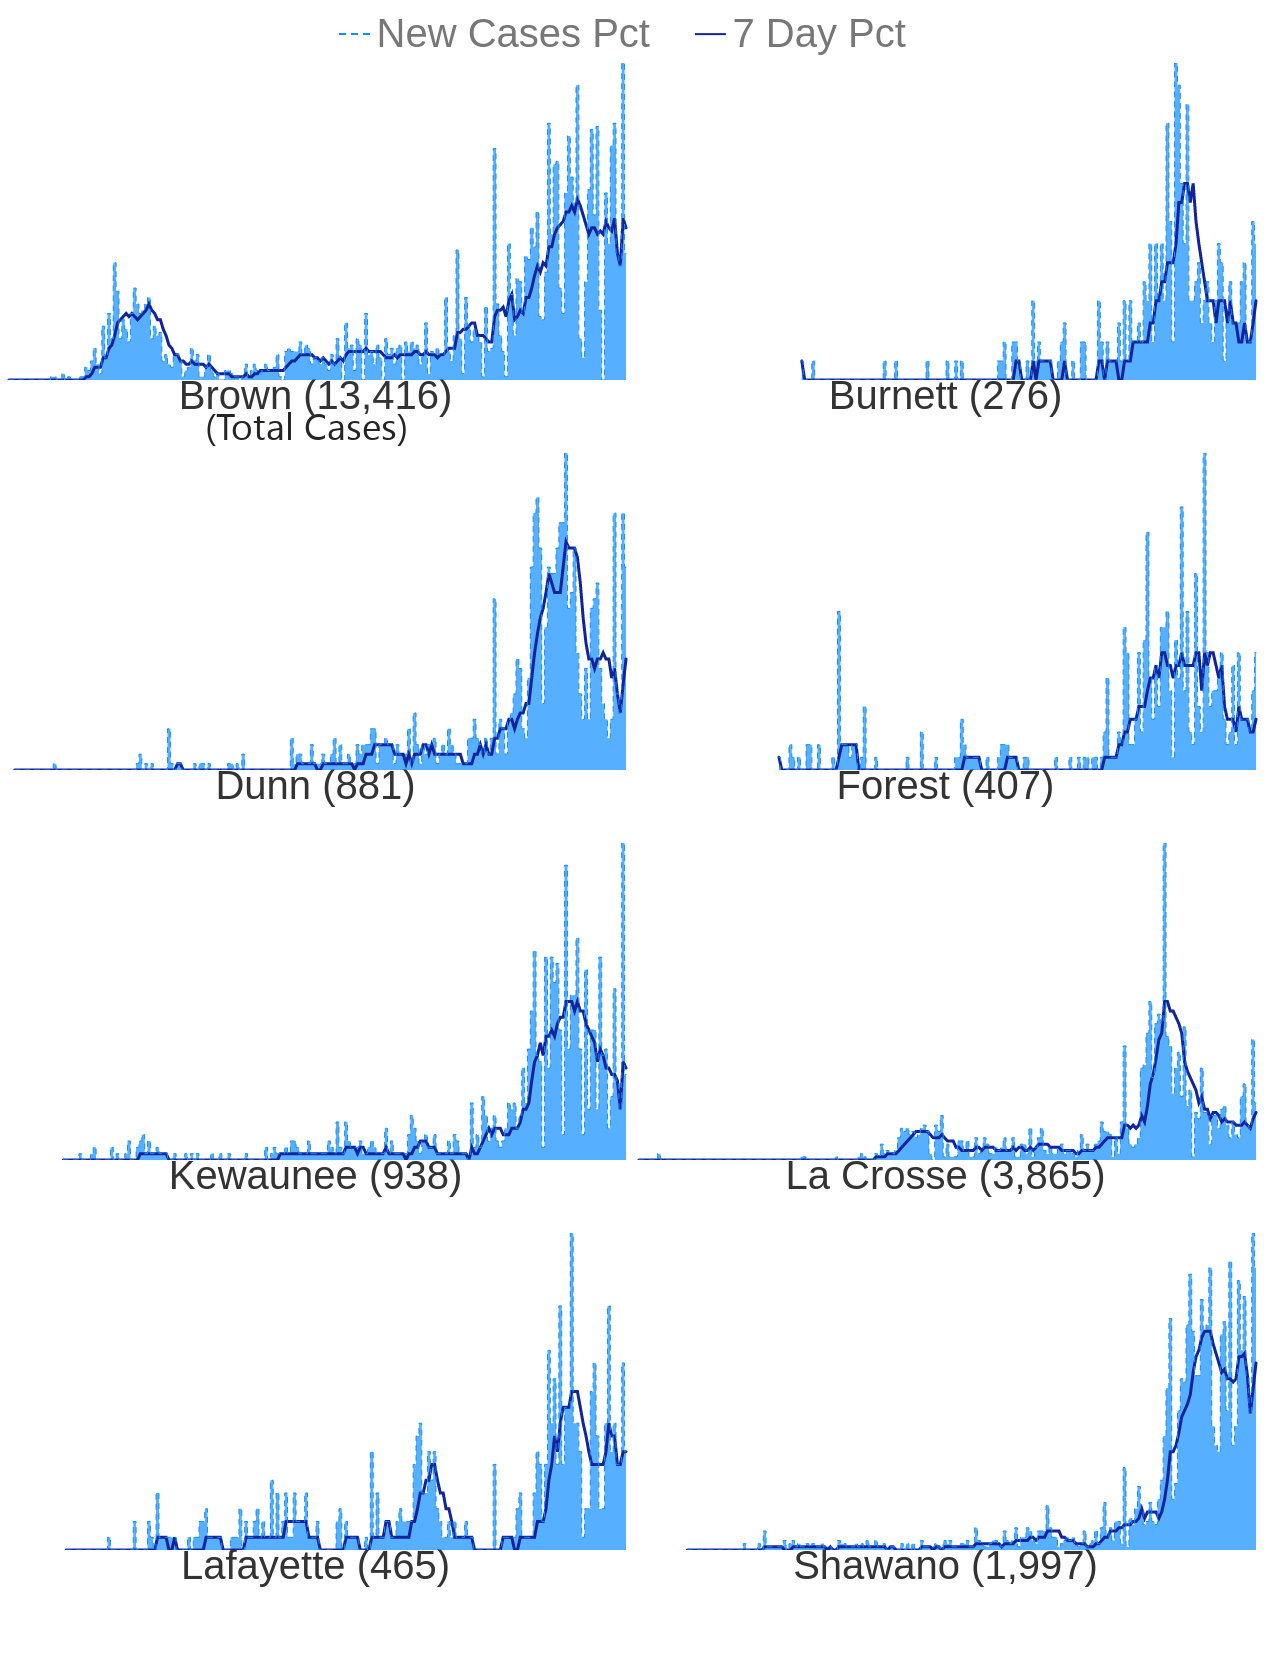 New Cases Pct 7 Day Pct
Brown (13,416) Burnett (276)
(Total Cases)
Dunn (881) Forest (407)
Kewaunee (938) La Crosse (3,865)
Lafayette (465) Shawano (1,997)